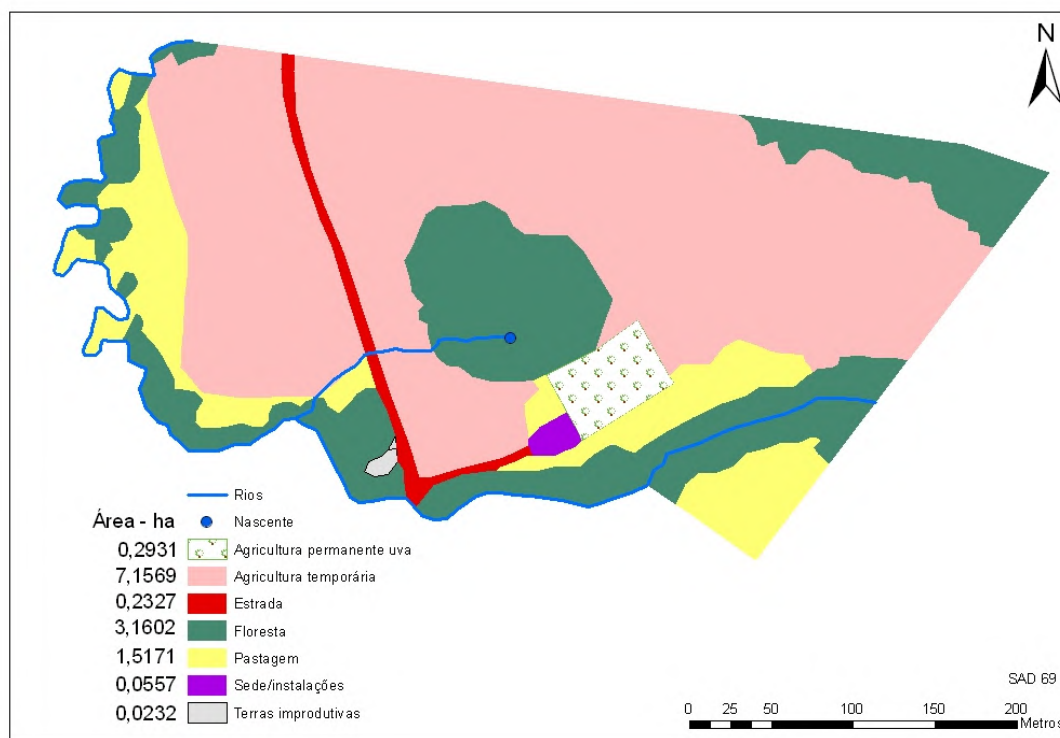 N
Rios
Área - ha
Nascente
0,2931 Agricultura permanente uva
7,1569 Agricultura temporária
0,2327 Estrada
3,1602 Floresta
1,5171 Pastagem
0,0557 Sede/instalações
0,0232 Terras improdutivas
SAD 69
0 25 50 100 150 200
Metros